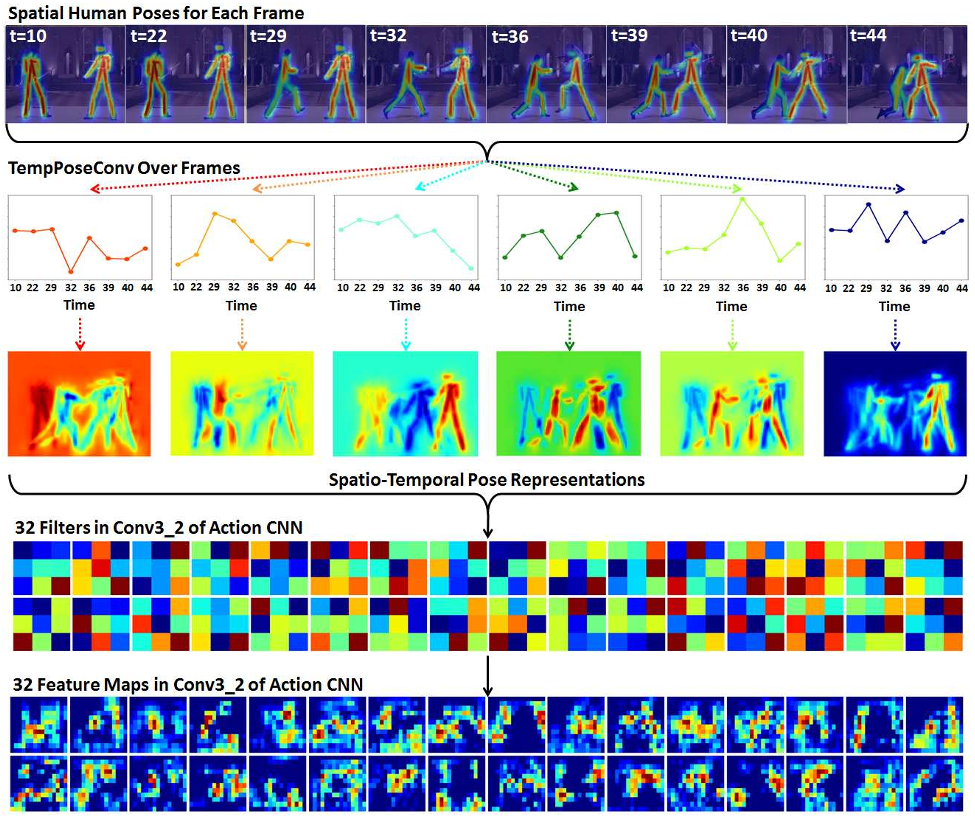 Spatial Human Poses for Each Frame
t=10 t=22 t=29 t=32 t=36 t=39 t=40 t=44
TempPoseConv Over Frames
10 22 29 32 36 39 40 44 10 22 29 32 36 39 40 44 10 22 29 32 36 39 40 44 10 22 29 32 36 39 40 44 10 22 29 32 36 39 40 44 10 22 29 32 36 39 40 44
Time Time Time Time Time Time
Spatio-Temporal Pose Representations
32 Filters in Conv3_2 of Action CNN
32 Feature Maps in Conv3_2 of Action CNN